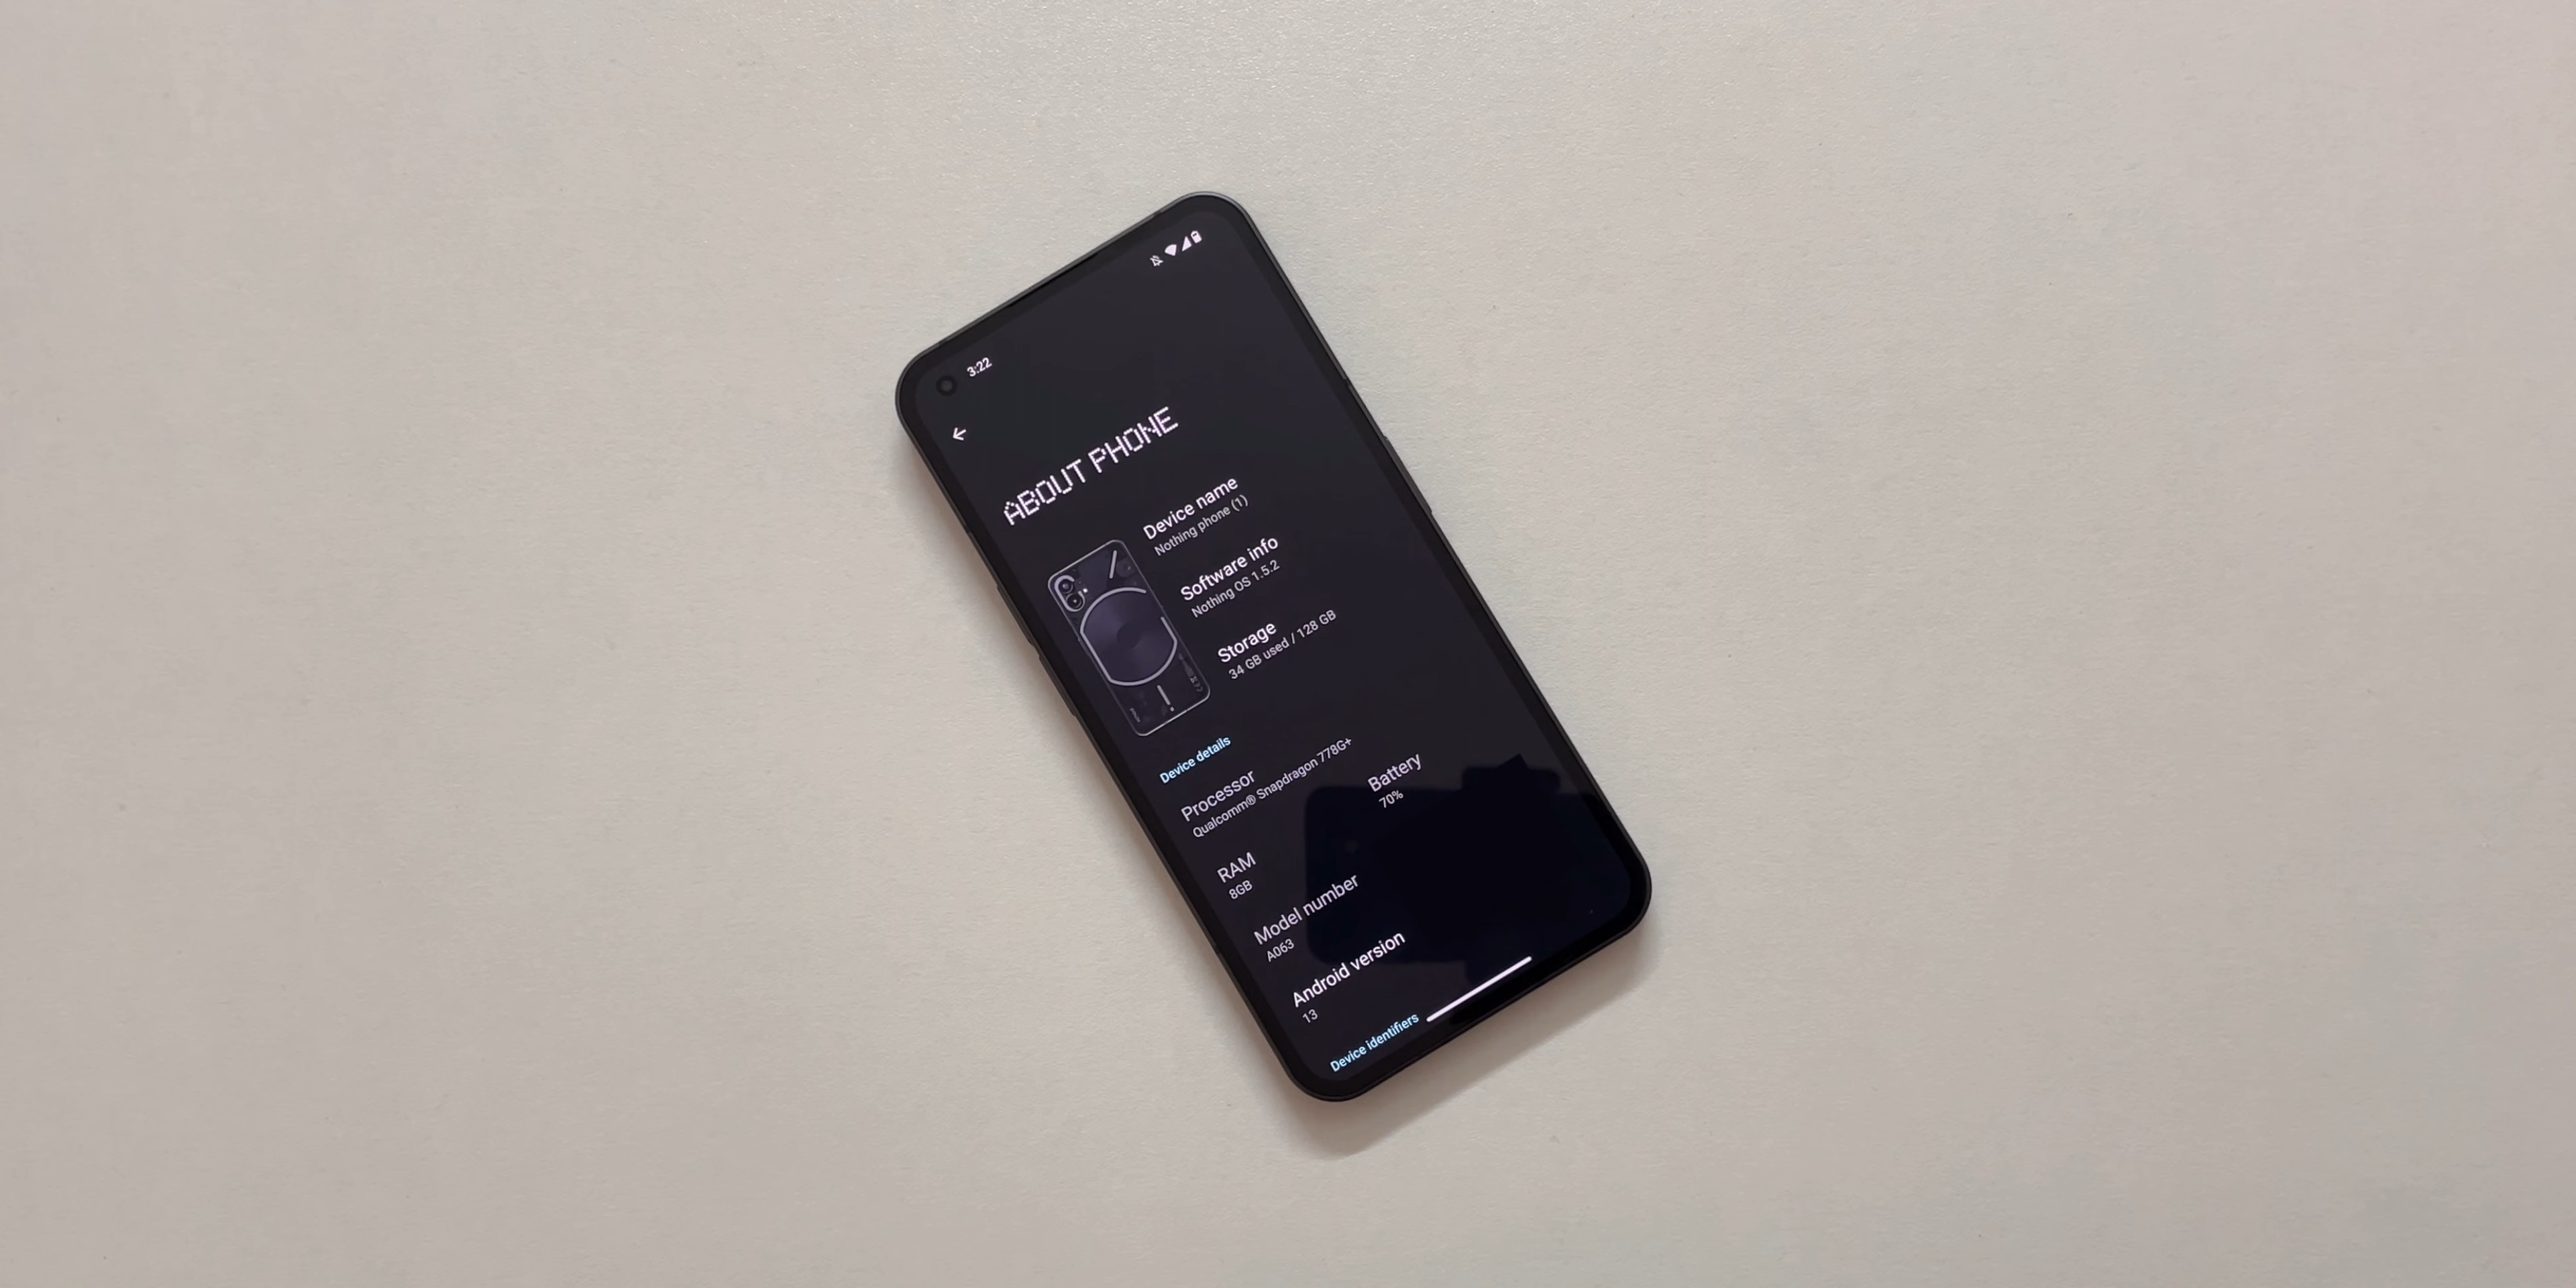 3:22
ABOUT PHONE
Device name
Nothing phone (1)
Software info
Nothing OS 1.5.2
Storage
34 GB used / 128 GB
Device details
Processor
Qualcomm® Snapdragon 778G+
Battery
70%
RAM
8GB
Model number
A063
Android version
13
Device identifiers